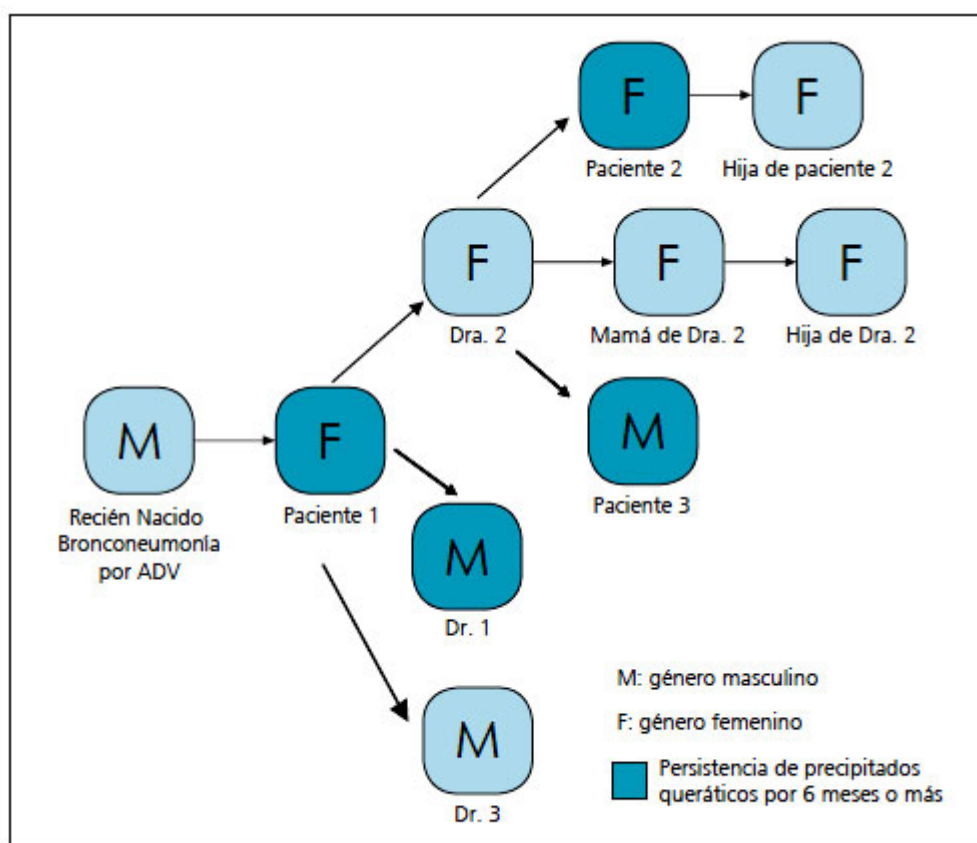 F
F
Paciente 2
Hija de paciente 2
F
F
F
Dra. 2
Mamá de Dra. 2
Hija de Dra. 2
M
F
M
Recién Nacido
Bronconeumonía
por ADV
Paciente 1
Paciente 3
M
Dr. 1
M
Dr. 3
M: género masculino
F: género femenino
Persistencia de precipitados
queráticos por 6 meses o más